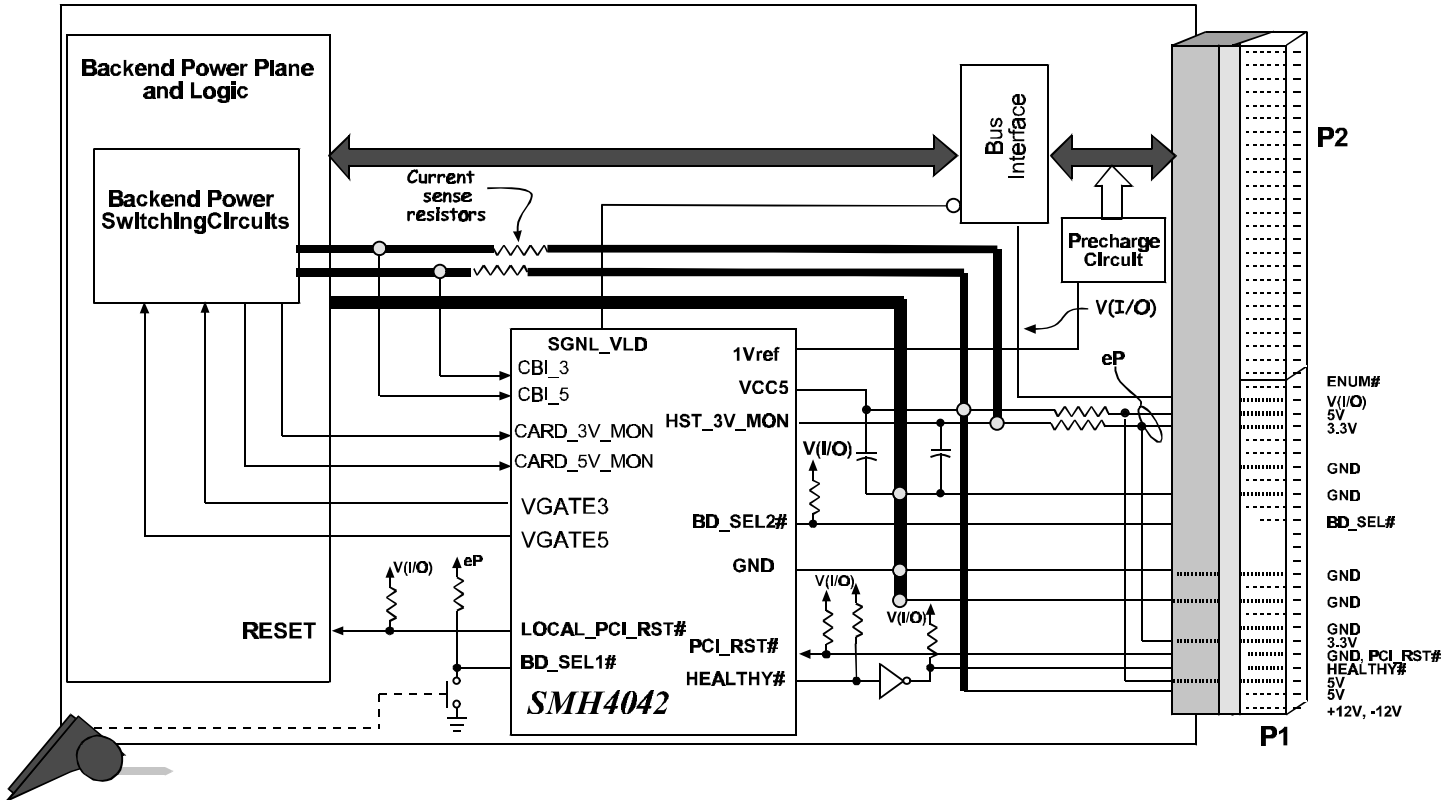 Backend Power Plane
and Logic
Backend Power
Switching Circuits
Current
sense
resistors
Bus
Interface
P2
Precharge
Circuit
V(I/O)
SGNL_VLD
1Vref
eP
CBI_3
VCC5
CBI_5
HST_3V_MON
CARD_3V_MON
V(I/O)
CARD_5V_MON
VGATE3
BD_SEL2#
VGATE5
GND
V(I/O)
eP
V(I/O)
V(I/O)
RESET
LOCAL_PCI_RST#
PCI_RST#
BD_SEL1#
HEALTHY#
SMH4042
ENUM#
V(I/O)
5V
3.3V
GND
GND
BD_SEL#
GND
GND
GND
3.3V
GND, PCI_RST#
HEALTHY#
5V
5V
+12V, -12V
P1